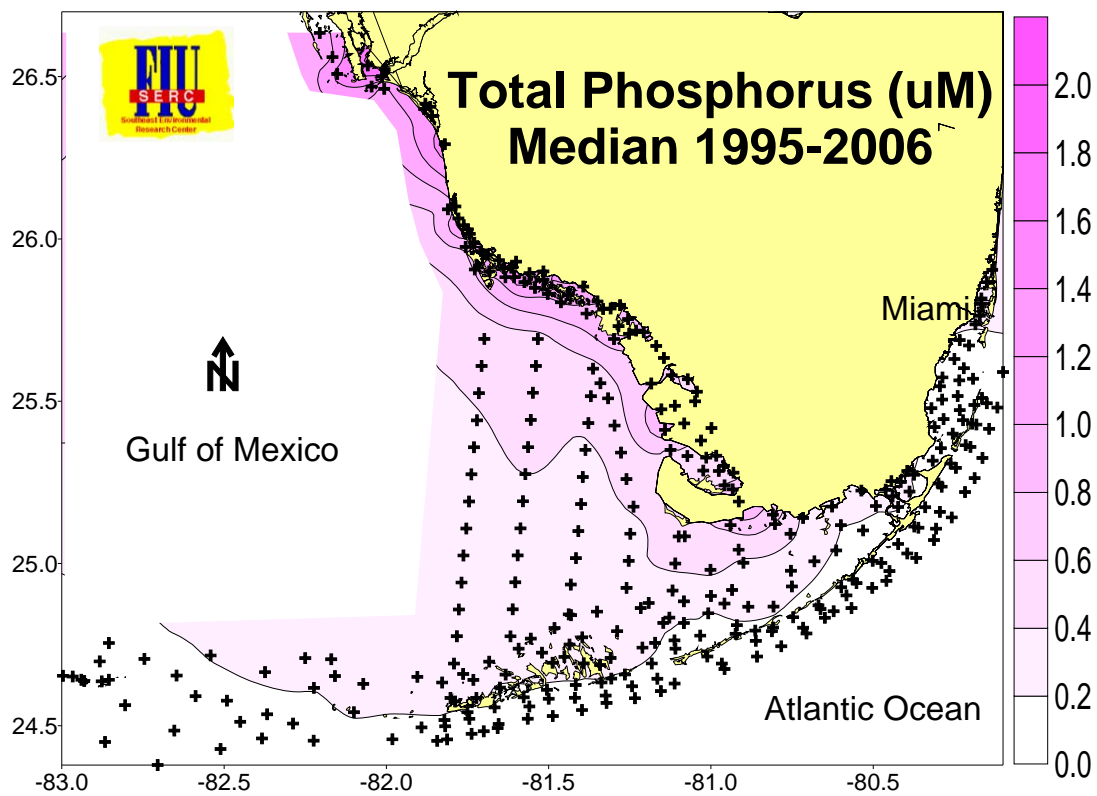 FIU
SERC
Southeast Environmental
Research Center
Total Phosphorus (uM)
Median 1995-2006
Miami
Gulf of Mexico
N
Atlantic Ocean
26.5
26.0
25.5
25.0
24.5
-83.0
-82.5
-82.0
-81.5
-81.0
-80.5
2.0
1.8
1.6
1.4
1.2
1.0
0.8
0.6
0.4
0.2
0.0